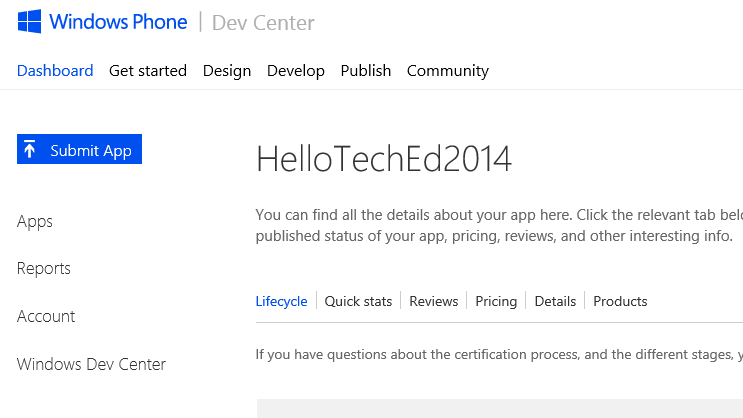 Windows Phone | Dev Center
Dashboard Get started Design Develop Publish Community
Submit App
HelloTechEd2014
You can find all the details about your app here. Click the relevant tab
published status of your app, pricing, reviews, and other interesting info.
Apps
Reports
Account
Windows Dev Center
Lifecycle Quick stats Reviews Pricing Details Products
If you have questions about the certification process, and the different stages,